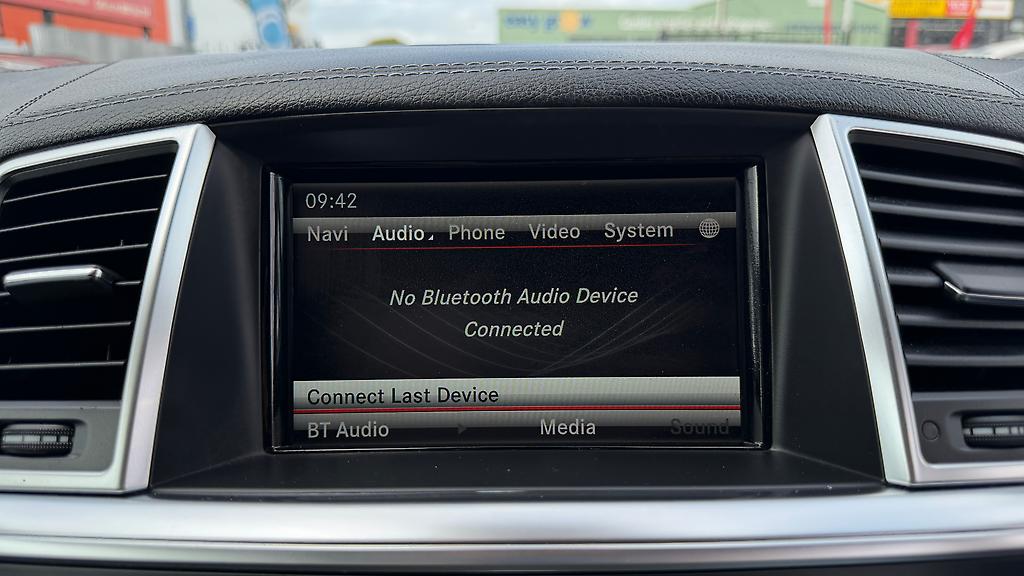 09:42
Navi Audio Phone Video System
No Bluetooth Audio Device
Connected
Connect Last Device
BT Audio Media Sound